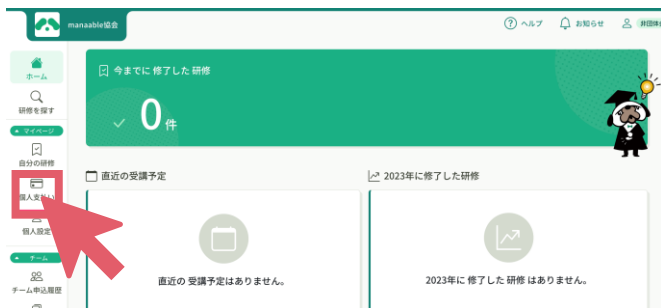 manaable協会
ヘルプ
お知らせ
ホーム
研修を探す
マイページ
自分の研修
個人支払い
個人設定
チーム
チーム申込履歴
今までに修了した研修
0件
直近の受講予定
2023年に修了した研修
直近の 受講予定はありません。
2023年に 修了した 研修 はありません。